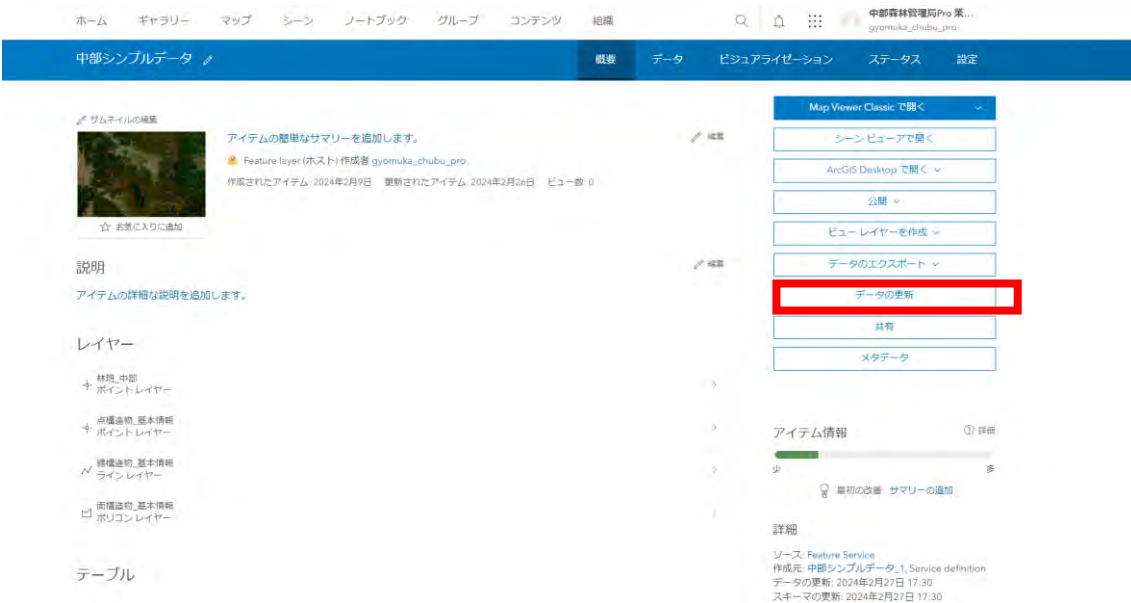 ホーム ギャラリー マップ シーン ノートブック グループ コンテンツ 組織
中部森林管理局Pro 業...
gyomuka_chubu_pro
中部シンプルデータ
概要 データ ビジュアライゼーション ステータス 設定
サムネイルの編集
アイテムの簡単なサマリーを追加します。
編集
Feature layer (ホスト) 作成者 gyomuka_chubu_pro
作成されたアイテム: 2024年2月9日 更新されたアイテム: 2024年2月26日 ビュー数: 0
お気に入りに追加
説明
編集
アイテムの詳細な説明を追加します。
レイヤー
林班_中部
ポイント レイヤー
点構造物_基本情報
ポイント レイヤー
線構造物_基本情報
ライン レイヤー
面構造物_基本情報
ポリゴン レイヤー
テーブル
Map Viewer Classic で開く
シーン ビューアで開く
ArcGIS Desktop で開く
公開
ビュー レイヤーを作成
データのエクスポート
データの更新
共有
メタデータ
アイテム情報
詳細
少 多
最初の改善: サマリーの追加
詳細
ソース: Feature Service
作成元: 中部シンプルデータ_1, Service definition
データの更新: 2024年2月27日 17:30
スキーマの更新: 2024年2月27日 17:30